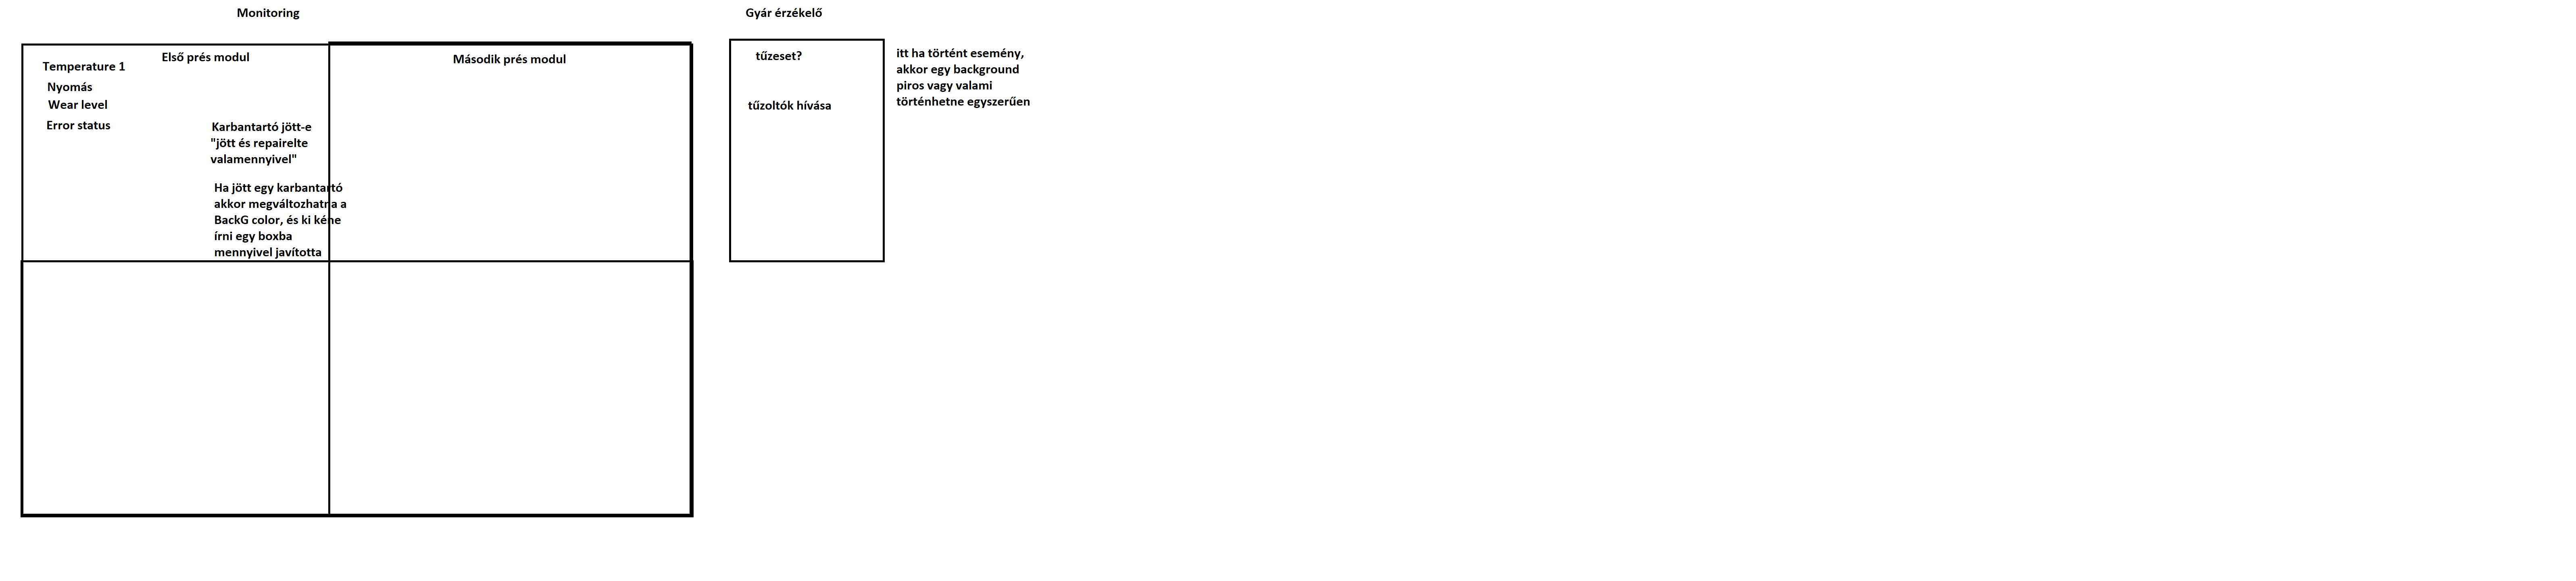 Monitoring
Gyár érzékelő
Első prés modul
Temperature 1
Nyomás
Wear level
Error status
Karbantartó jött-e
"jött és repairelte
valamennyivel"
Ha jött egy karbantartó
akkor megváltozhatna a
BackG color, és ki kéne
írni egy boxba
mennyivel javította
Második prés modul
tűzeset?
tűzoltók hívása
itt ha történt esemény,
akkor egy background
piros vagy valami
történhetne egyszerűen